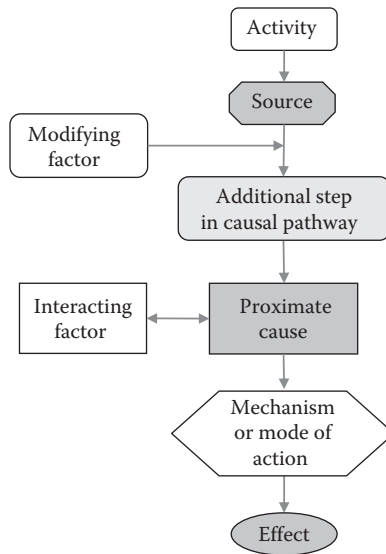 Activity
Source
Modifying
factor
Additional step
in causal pathway
Interacting
factor
Proximate
cause
Mechanism
or mode of
action
Effect